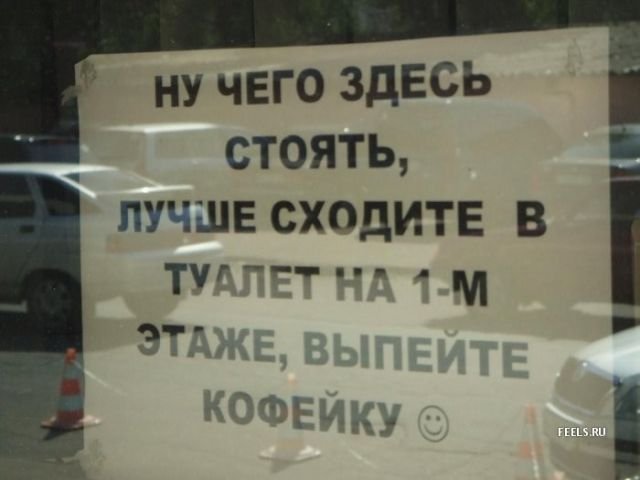 НУ ЧЕГО ЗДЕСЬ
СТОЯТЬ,
ЛУЧШЕ СХОДИТЕ В
ТУАЛЕТ НА 1-М
ЭТАЖЕ, ВЫПЕЙТЕ
КОФЕЙКУ ☺
FEELS.RU